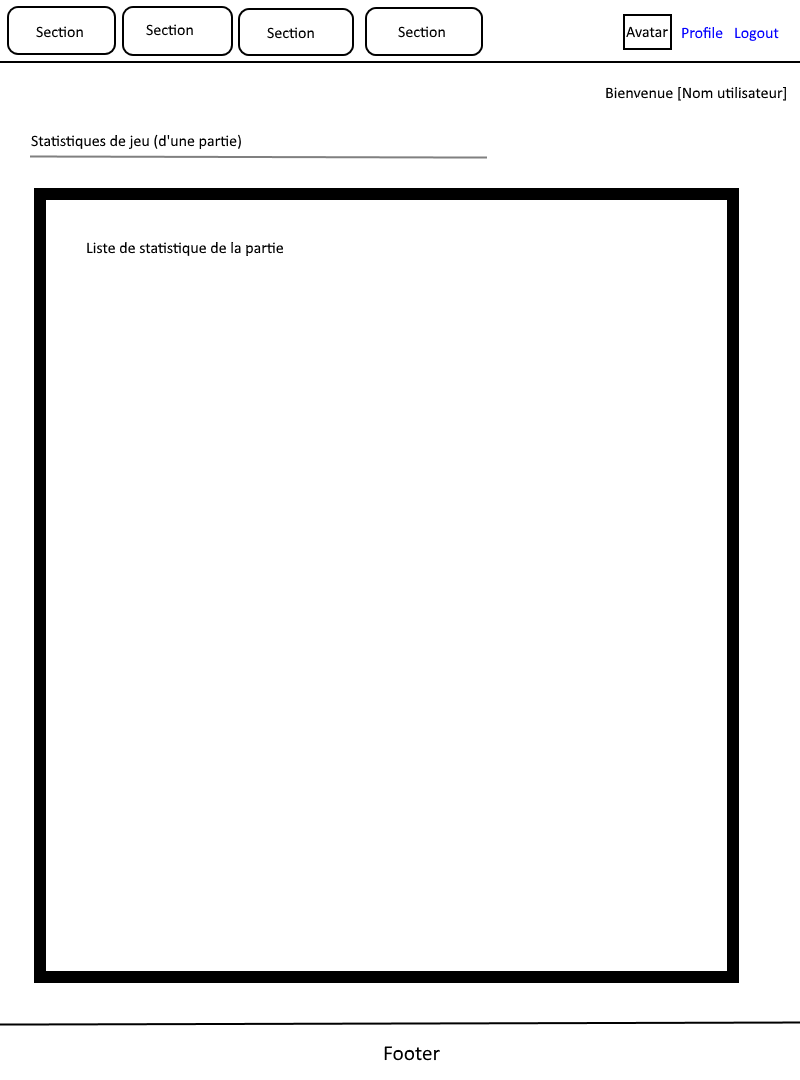 Section Section Section Section Avatar Profile Logout
Bienvenue [Nom utilisateur]
Statistiques de jeu (d'une partie)
Liste de statistique de la partie
Footer